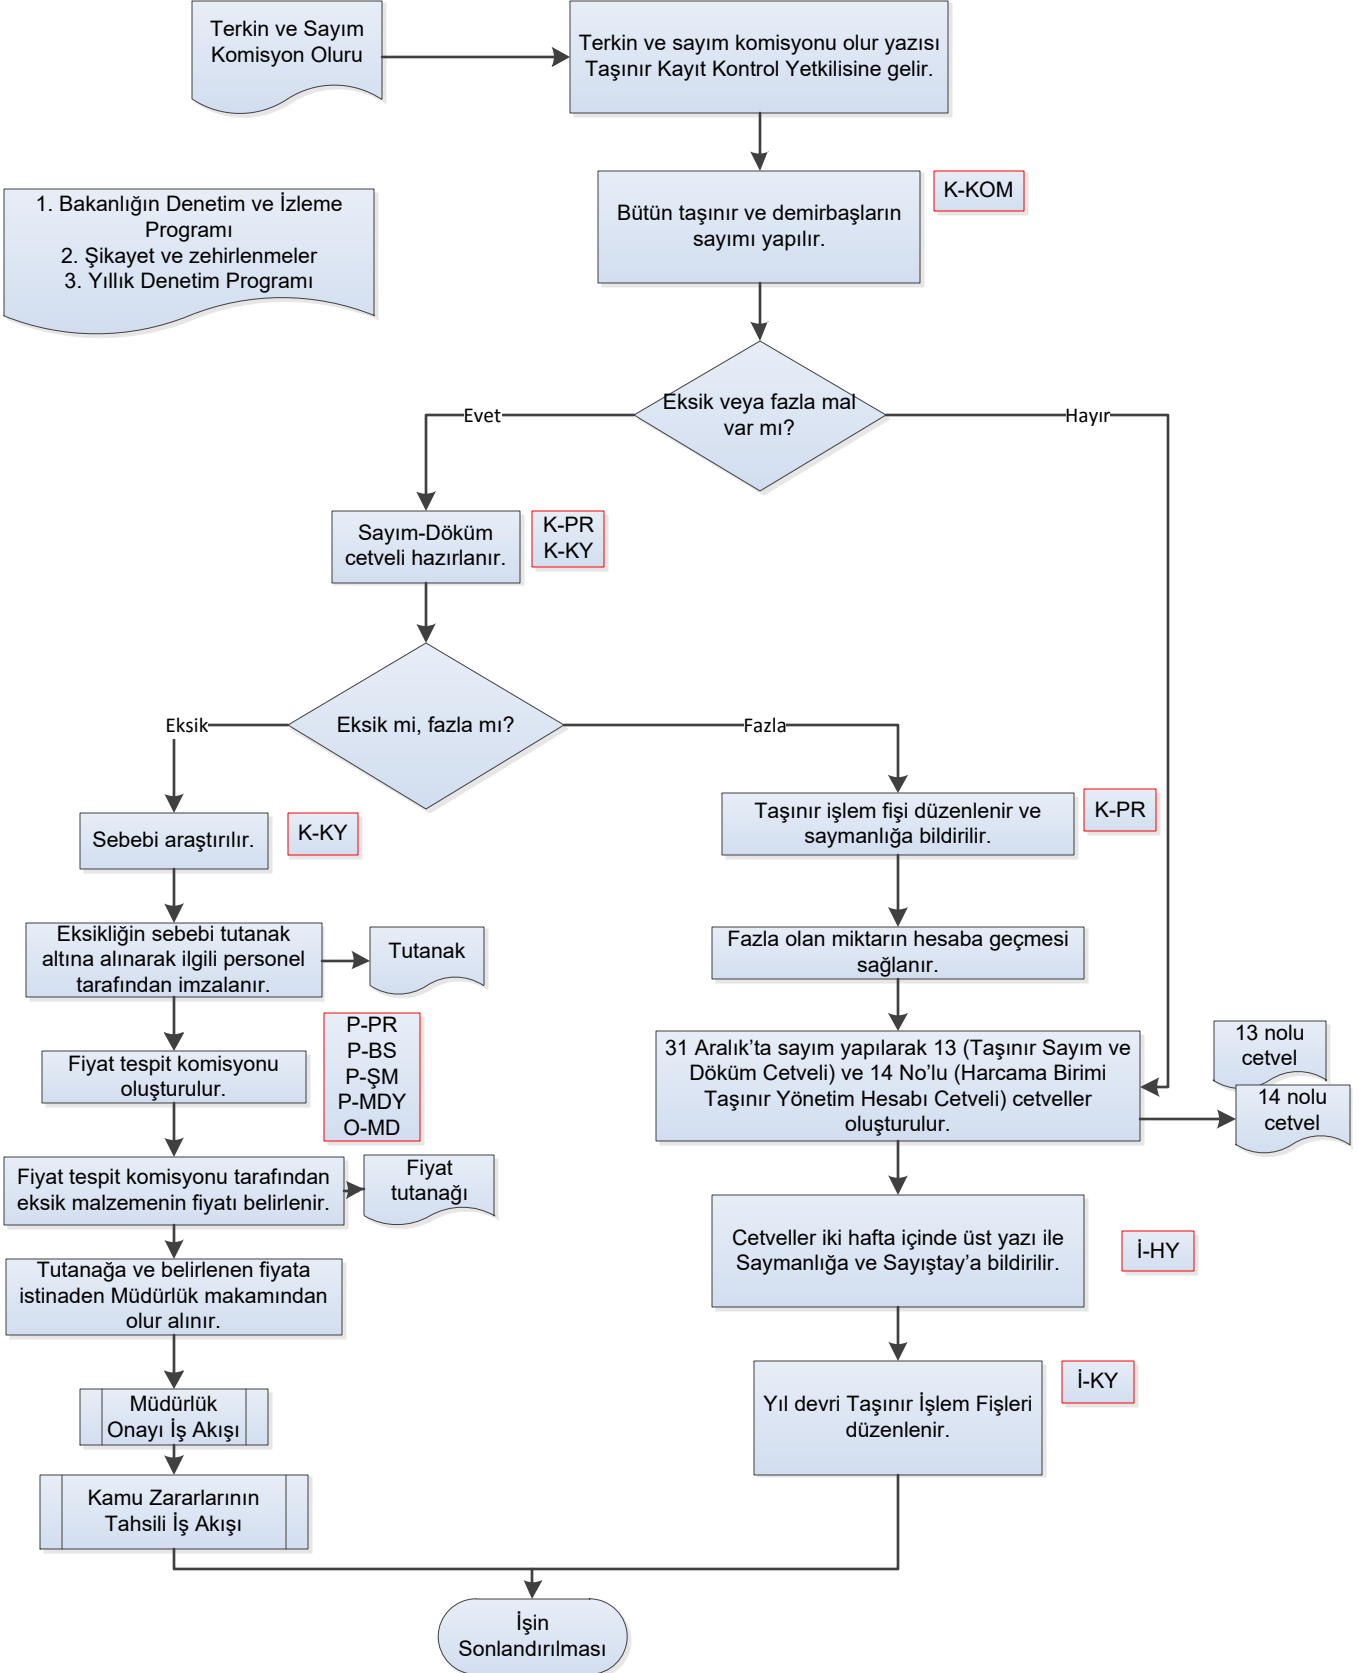 Terkin ve Sayım
Komisyon Oluru
Terkin ve sayım komisyonu olur yazısı
Taşınır Kayıt Kontrol Yetkilisine gelir.
1. Bakanlığın Denetim ve İzleme
Programı
2. Şikayet ve zehirlenmeler
3. Yıllık Denetim Programı
Bütün taşınır ve demirbaşların
sayımı yapılır.
K-KOM
Eksik veya fazla mal
var mı?
Evet
Hayır
Sayım-Döküm
cetveli hazırlanır.
K-PR
K-KY
Eksik mi, fazla mı?
Eksik
Fazla
Sebebi araştırılır.
K-KY
Taşınır işlem fişi düzenlenir ve
saymanlığa bildirilir.
K-PR
Eksikliğin sebebi tutanak
altına alınarak ilgili personel
tarafından imzalanır.
Tutanak
Fazla olan miktarın hesaba geçmesi
sağlanır.
Fiyat tespit komisyonu
oluşturulur.
P-PR
P-BS
P-ŞM
P-MDY
O-MD
31 Aralık’ta sayım yapılarak 13 (Taşınır Sayım ve
Döküm Cetveli) ve 14 No’lu (Harcama Birimi
Taşınır Yönetim Hesabı Cetveli) cetveller
oluşturulur.
13 nolu
cetvel
14 nolu
cetvel
Fiyat tespit komisyonu tarafından
eksik malzemenin fiyatı belirlenir.
Fiyat
tutanağı
Tutanağa ve belirlenen fiyata
istinaden Müdürlük makamından
olur alınır.
Cetveller iki hafta içinde üst yazı ile
Saymanlığa ve Sayıştay’a bildirilir.
İ-HY
Müdürlük
Onayı İş Akışı
Yıl devri Taşınır İşlem Fişleri
düzenlenir.
İ-KY
Kamu Zararlarının
Tahsili İş Akışı
İşin
Sonlandırılması